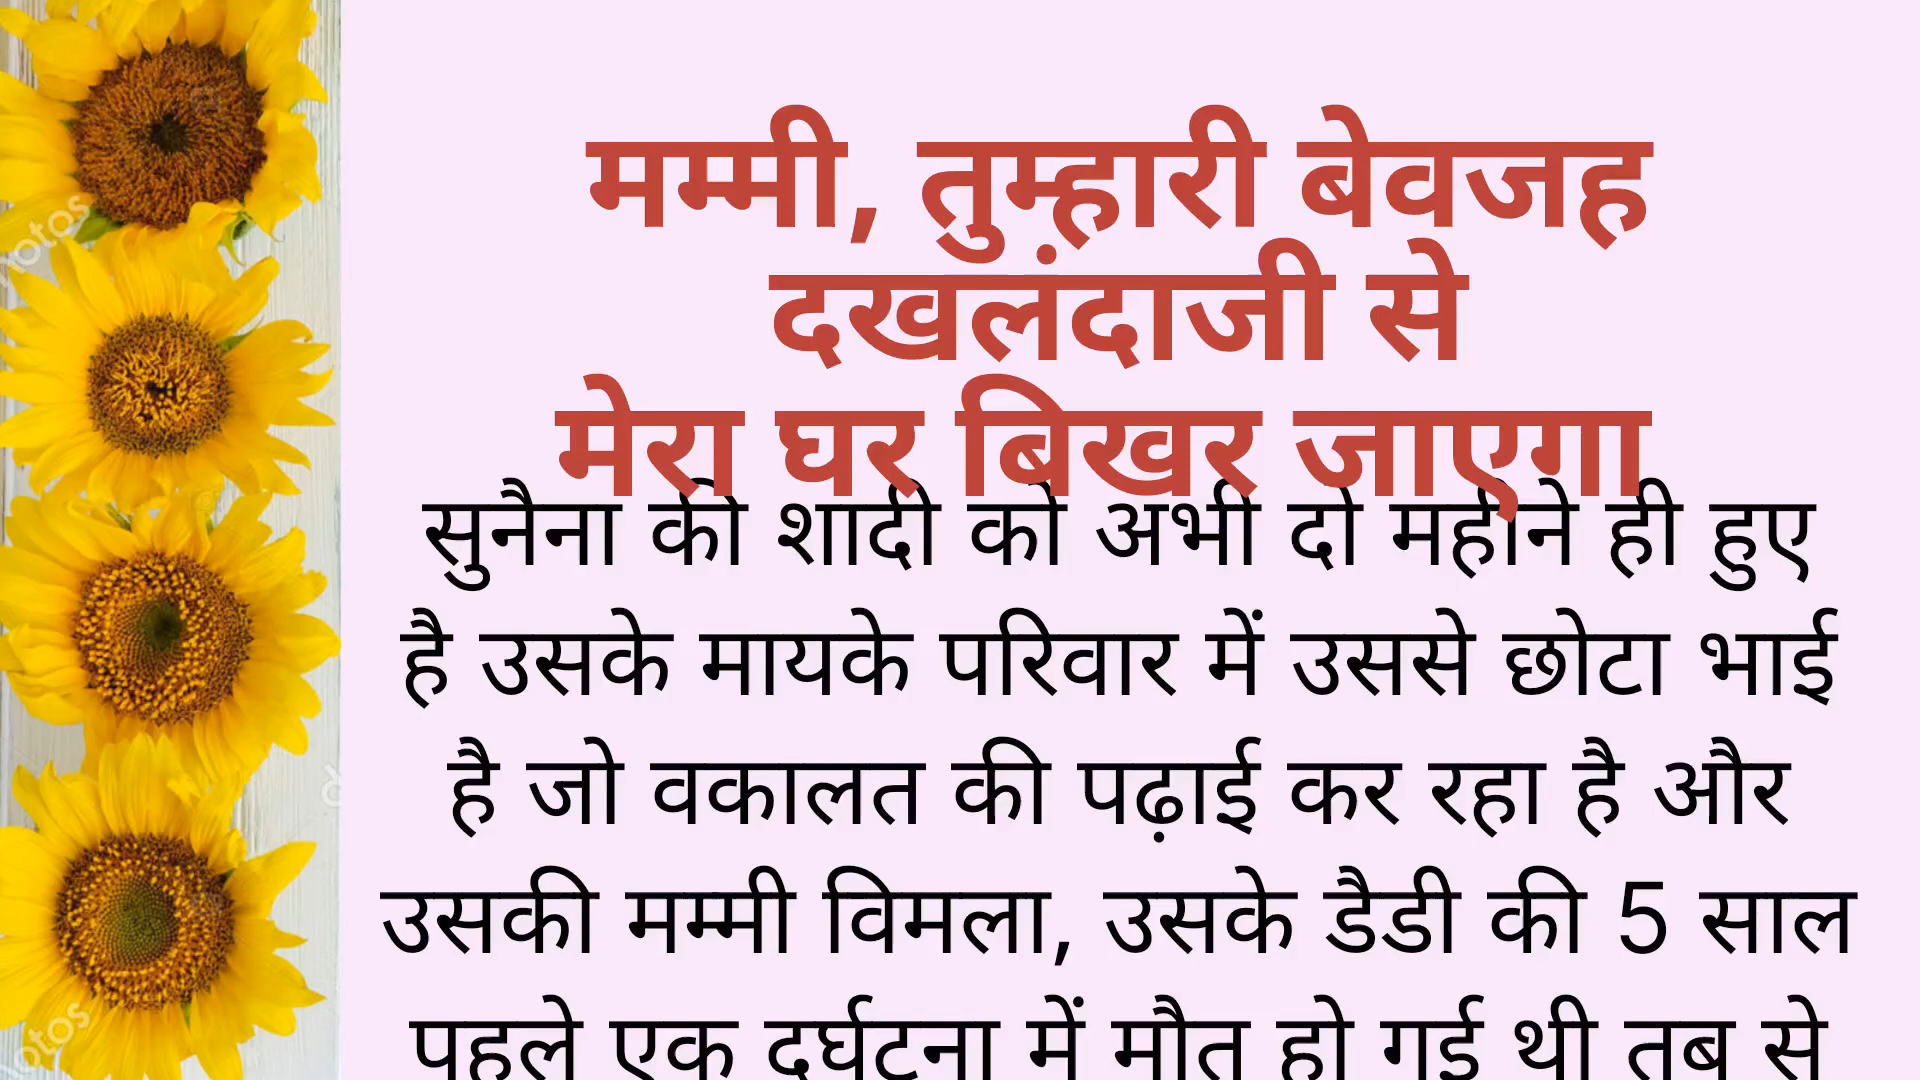 मम्मी, तुम्हारी बेवजह
दखलंदाजी से
मेरा घर बिखर जाएगा
सुनैना की शादी को अभी दो महीने ही हुए
है उसके मायके परिवार में उससे छोटा भाई
है जो वकालत की पढ़ाई कर रहा है और
उसकी मम्मी विमला, उसके डैडी की 5 साल
पहले एक दुर्घटना में मौत हो गई थी तब से